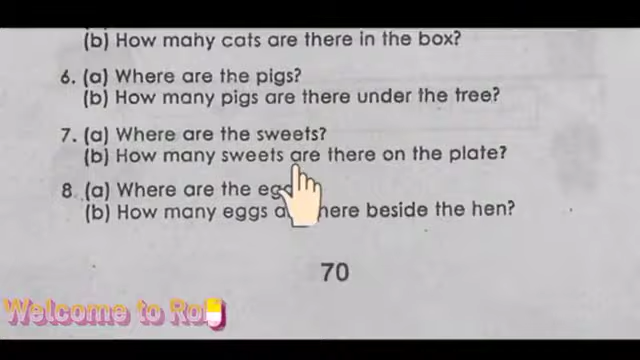 (b) How mahy cats are there in the box?
6. (a) Where are the pigs?
(b) How many pigs are there under the tree?
7. (a) Where are the sweets?
(b) How many sweets are there on the plate?
8. (a) Where are the
(b) How many eggs beside the hen?
70
Welcome to